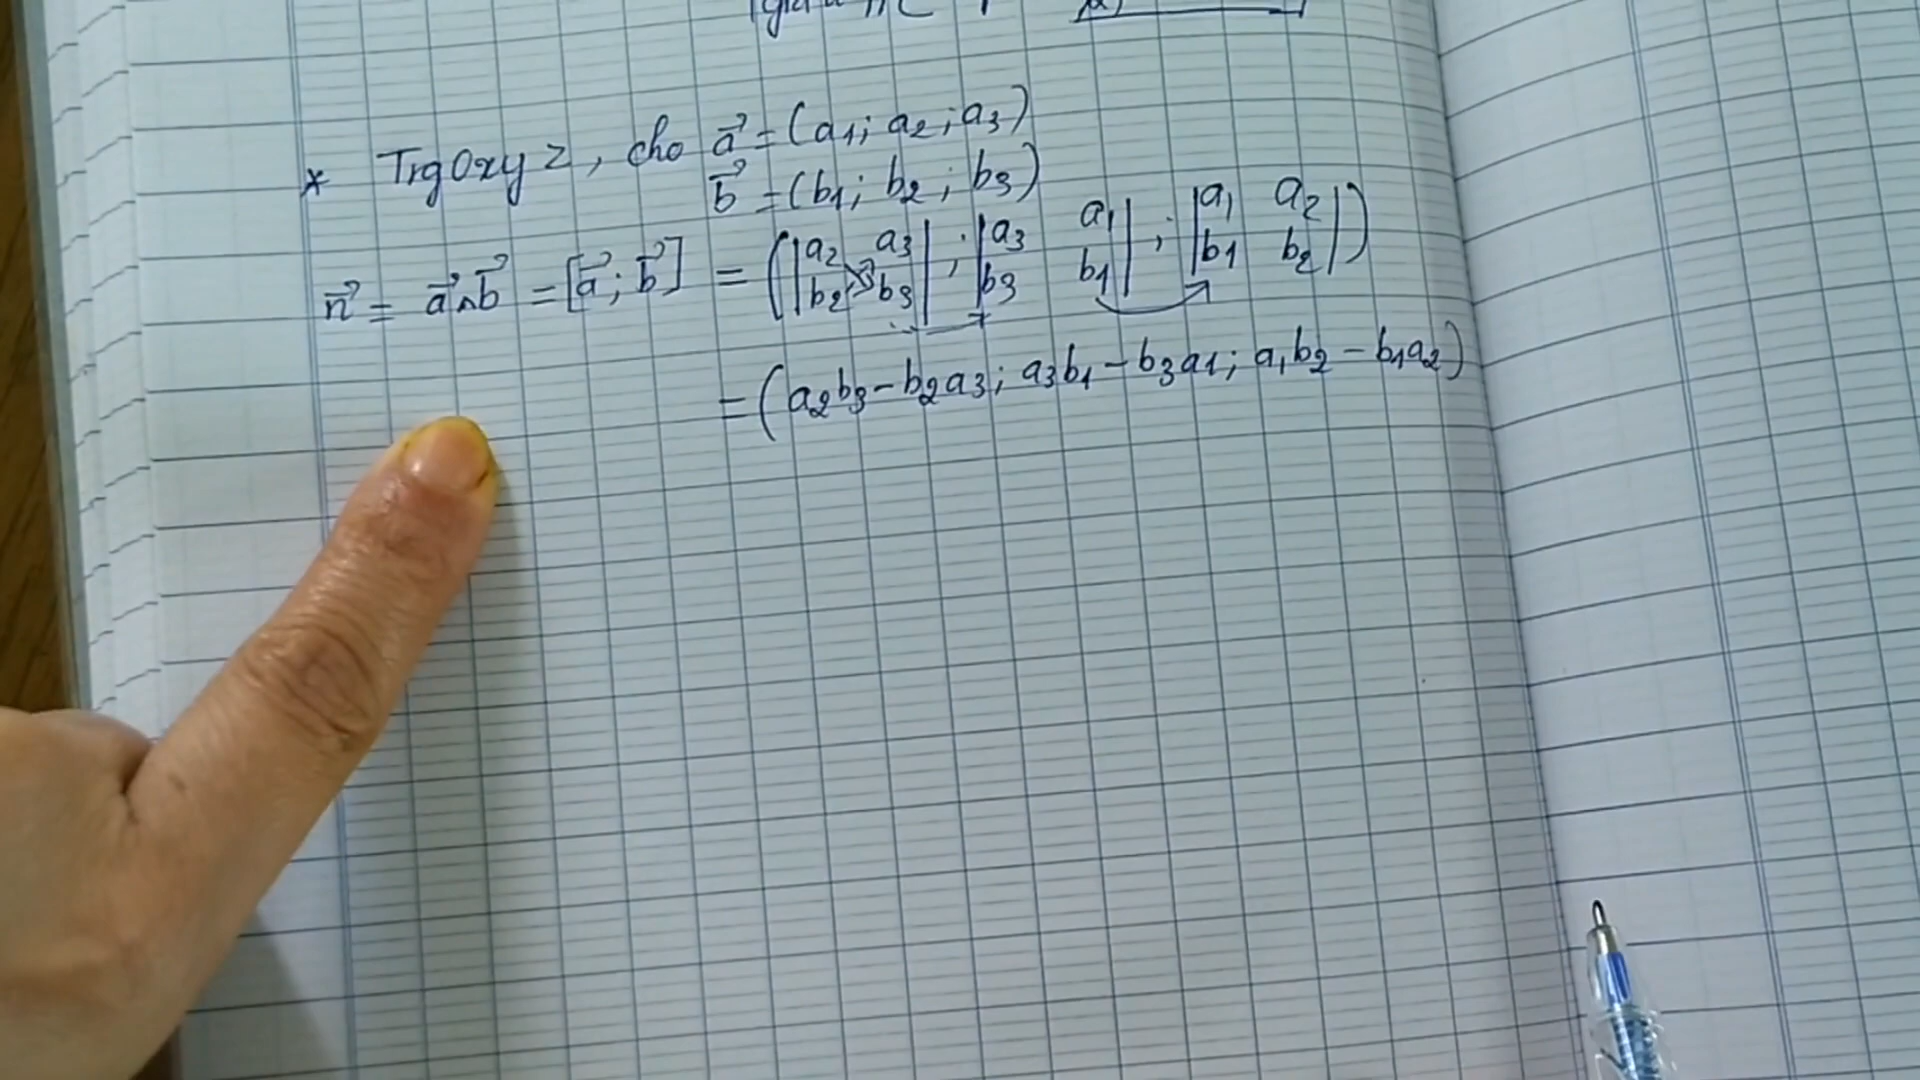 * Trg Oxyz, cho a⃗ = (a₁; a₂; a₃)
b⃗ = (b₁; b₂; b₃)
n⃗ = a⃗ ∧ b⃗ = [a⃗; b⃗] = (|a₂ a₃; b₂ b₃| ; |a₃ a₁; b₃ b₁| ; |a₁ a₂; b₁ b₂|)
= (a₂b₃ − b₂a₃; a₃b₁ − b₃a₁; a₁b₂ − b₁a₂)